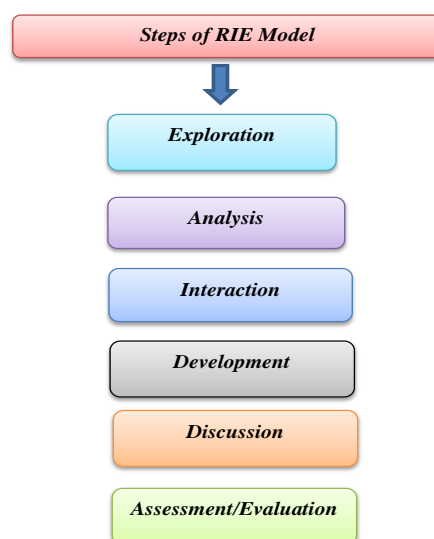 Steps of RIE Model
Exploration
Analysis
Interaction
Development
Discussion
Assessment/Evaluation